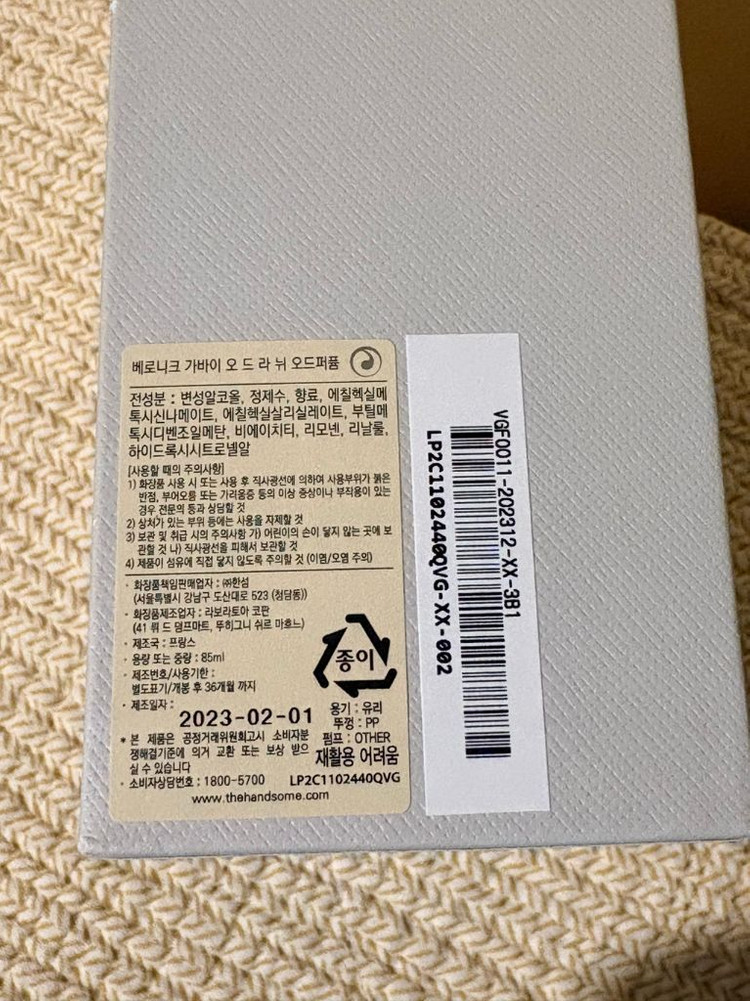 베로니크 가바이 오 드 라 뉘 오드퍼퓸
전성분 : 변성알코올, 정제수, 향료, 에칠헥실메
톡시신나메이트, 에칠헥실살리실레이트, 부틸메
톡시디벤조일메탄, 비에이치티, 리모넨, 리날룰,
하이드록시시트로넬알
[사용할 때의 주의사항]
1) 화장품 사용 시 또는 사용 후 직사광선에 의하여 사용부위가 붉은
반점, 부어오름 또는 가려움증 등의 이상 증상이나 부작용이 있는
경우 전문의 등과 상담할 것
2) 상처가 있는 부위 등에는 사용을 자제할 것
3) 보관 및 취급 시의 주의사항 가) 어린이의 손이 닿지 않는 곳에 보
관할 것 나) 직사광선을 피해서 보관할 것
4) 제품이 섬유에 직접 닿지 않도록 주의할 것 (이염/오염 주의)
· 화장품책임판매업자 : ㈜한섬
(서울특별시 강남구 도산대로 523 (청담동))
· 화장품제조업자 : 라보라토아 코판
(41 뤼 드 덤프마트, 뚜히그니 쉬르 마흐느)
· 제조국 : 프랑스
· 용량 또는 중량 : 85ml
· 제조번호/사용기한 :
별도표기/개봉 후 36개월 까지
· 제조일자 :
2023-02-01
* 본 제품은 공정거래위원회고시 소비자분
쟁해결기준에 의거 교환 또는 보상 받으
실 수 있습니다
· 소비자상담번호 : 1800-5700
www.thehandsome.com
종이
용기 : 유리
뚜껑 : PP
펌프 : OTHER
재활용 어려움
LP2C1102440QVG
VGF0011-202312-XX-3B1
LP2C1102440QVG-XX-002